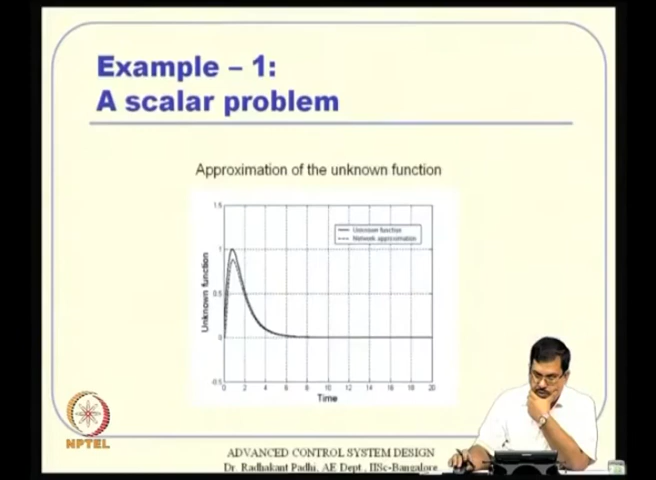 Example – 1:
A scalar problem
Approximation of the unknown function
1.5
Unknown function
Network approximation
1
0.5
0
-0.5
Unknown function
0 2 4 6 8 10 12 14 16 18 20
Time
NPTEL
ADVANCED CONTROL SYSTEM DESIGN
Dr. Radhakant Padhi, AE Dept., IISc-Bangalore